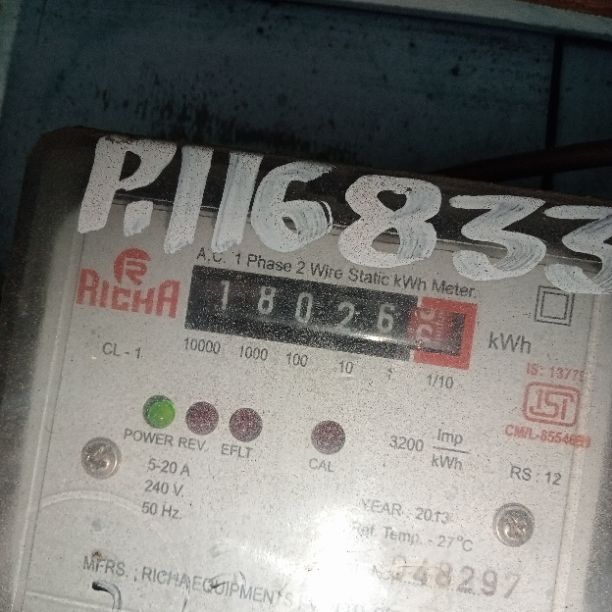 P.116833
A.C. 1 Phase 2 Wire Static kWh Meter.
RICHA
18026
kWh
10000 1000 100 10 1 1/10
CL - 1
IS: 13779
ISI
CM/L-
POWER REV. EFLT
CAL
3200 Imp
kWh
RS : 12
5-20 A
240 V.
50 Hz.
YEAR : 2013
Ref. Temp. - 27°C
MFRS. : RICHA EQUIPMENTS
48297